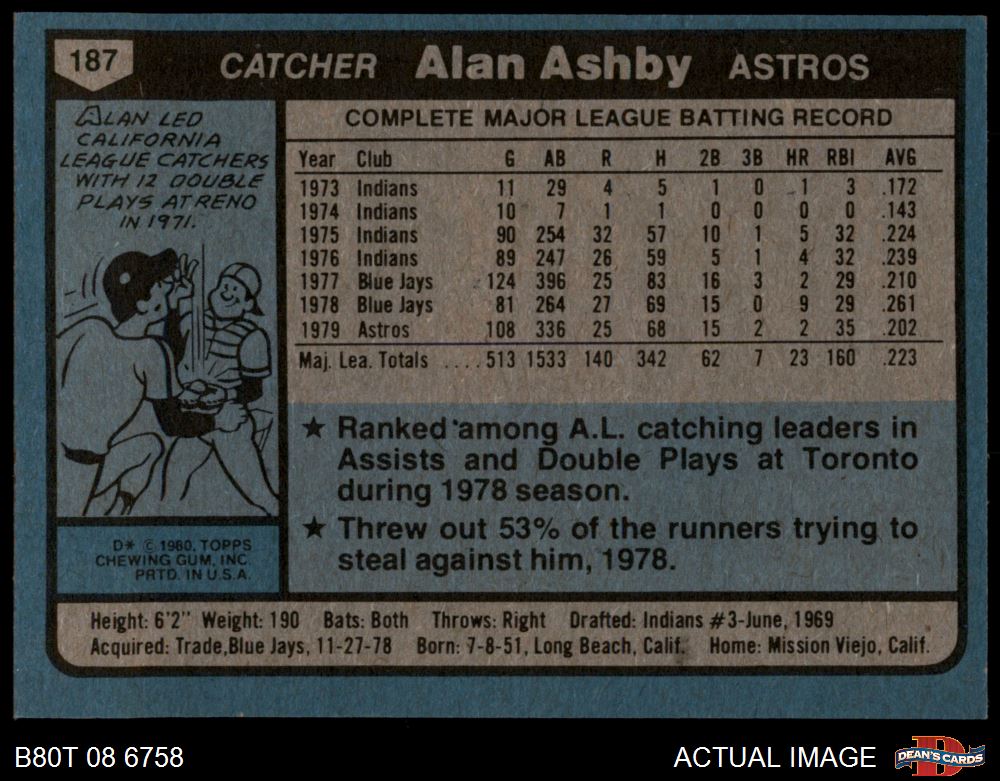 187
CATCHER Alan Ashby ASTROS
ALAN LED
CALIFORNIA
LEAGUE CATCHERS
WITH 12 DOUBLE
PLAYS AT RENO
IN 1971.
COMPLETE MAJOR LEAGUE BATTING RECORD
Year Club G AB R H 2B 3B HR RBI AVG
1973 Indians 11 29 4 5 1 0 1 3 .172
1974 Indians 10 7 1 1 0 0 0 0 .143
1975 Indians 90 254 32 57 10 1 5 32 .224
1976 Indians 89 247 26 59 5 1 4 32 .239
1977 Blue Jays 124 396 25 83 16 3 2 29 .210
1978 Blue Jays 81 264 27 69 15 0 9 29 .261
1979 Astros 108 336 25 68 15 2 2 35 .202
Maj. Lea. Totals .... 513 1533 140 342 62 7 23 160 .223
★ Ranked among A.L. catching leaders in
Assists and Double Plays at Toronto
during 1978 season.
★ Threw out 53% of the runners trying to
steal against him, 1978.
D* © 1980, TOPPS
CHEWING GUM, INC.
PRTD. IN U.S.A.
Height: 6'2" Weight: 190 Bats: Both Throws: Right Drafted: Indians #3-June, 1969
Acquired: Trade, Blue Jays, 11-27-78 Born: 7-8-51, Long Beach, Calif. Home: Mission Viejo, Calif.
B80T 08 6758
ACTUAL IMAGE
D
DEAN'S CARDS